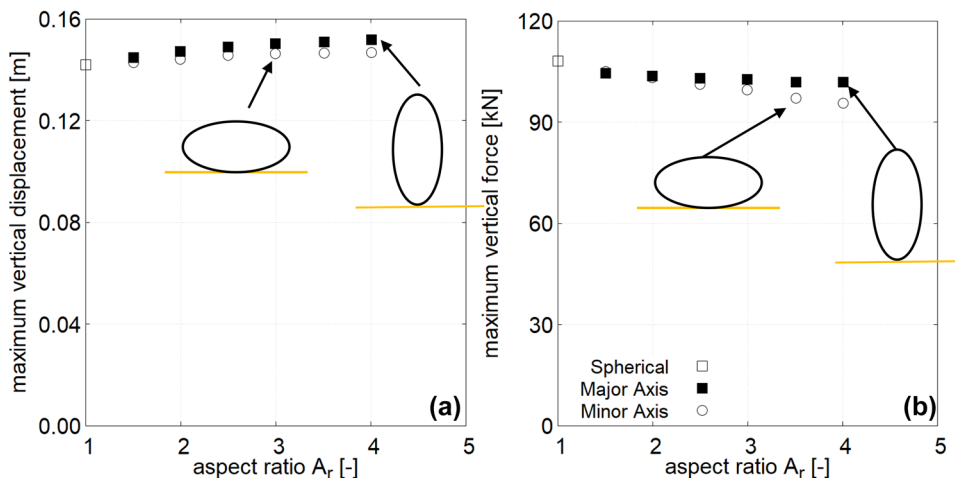 maximum vertical displacement [m]
0.16
0.12
0.08
0.04
0.00
1 2 3 4 5
aspect ratio A_r [-]
(a)
maximum vertical force [kN]
120
90
60
30
0
Spherical
Major Axis
Minor Axis
1 2 3 4 5
aspect ratio A_r [-]
(b)